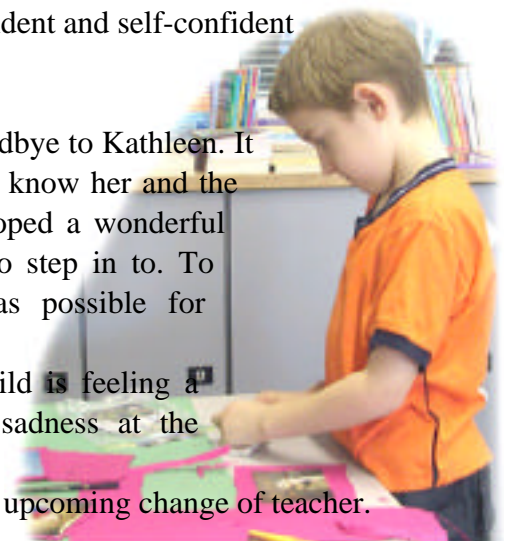 dent and self-confident
dbye to Kathleen. It
know her and the
oped a wonderful
o step in to. To
as possible for
ild is feeling a
sadness at the
upcoming change of teacher.